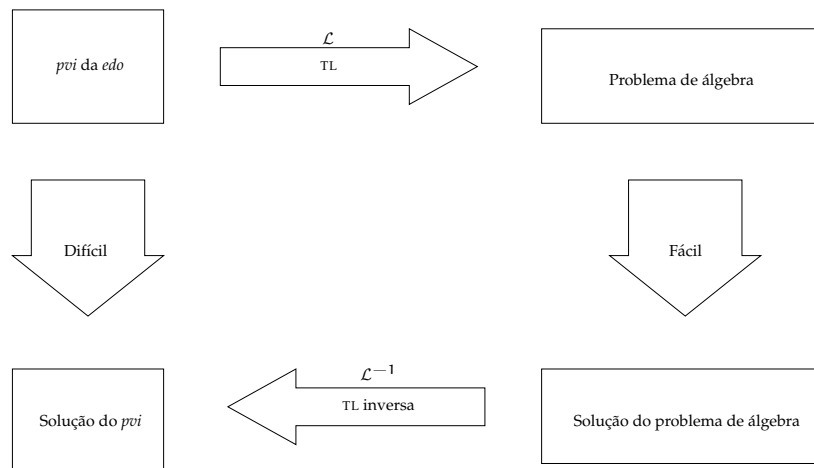 pvi da edo
ℒ
TL
Problema de álgebra
Difícil
Fácil
Solução do pvi
ℒ⁻¹
TL inversa
Solução do problema de álgebra